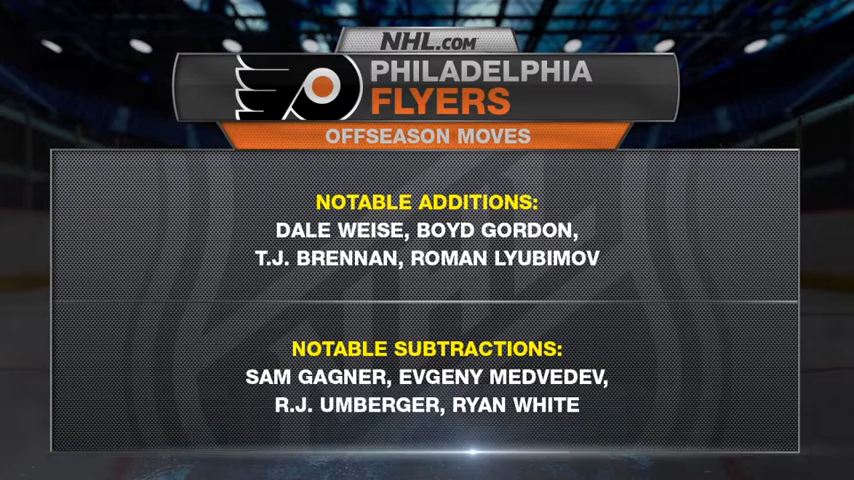 NHL.COM
PHILADELPHIA
FLYERS
OFFSEASON MOVES
NOTABLE ADDITIONS:
DALE WEISE, BOYD GORDON,
T.J. BRENNAN, ROMAN LYUBIMOV
NOTABLE SUBTRACTIONS:
SAM GAGNER, EVGENY MEDVEDEV,
R.J. UMBERGER, RYAN WHITE